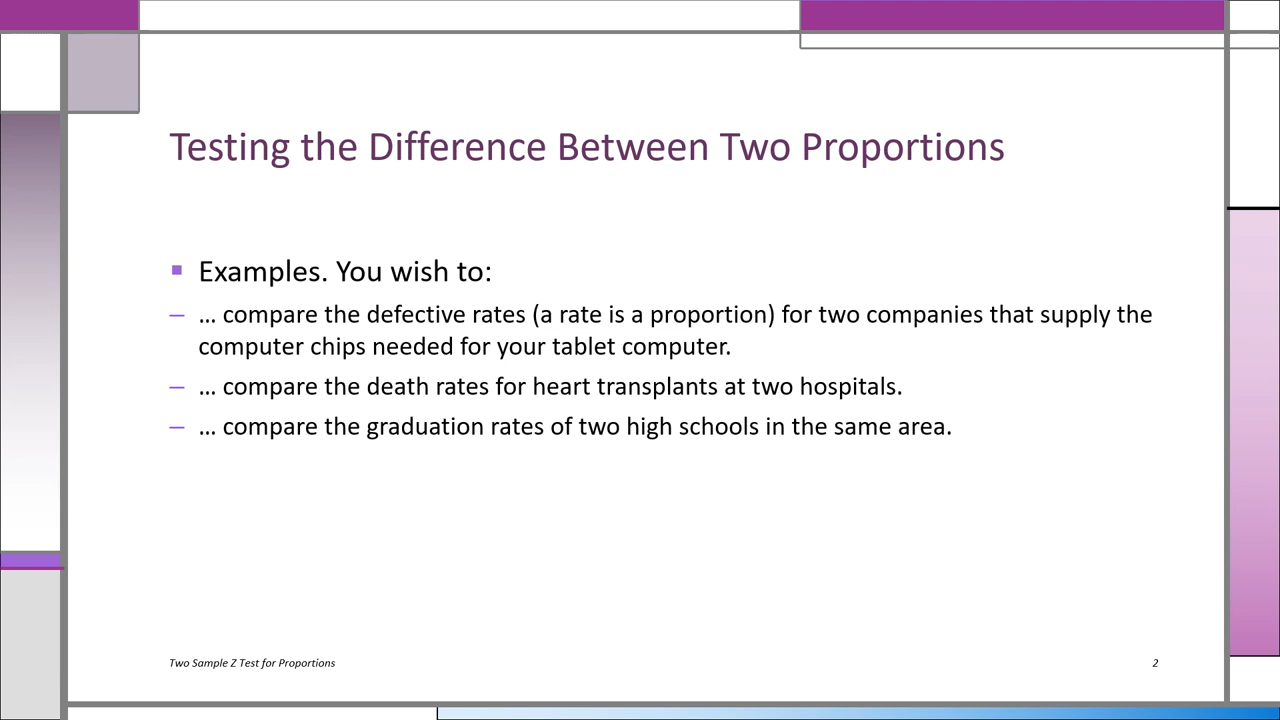 Testing the Difference Between Two Proportions
▪ Examples. You wish to:
– … compare the defective rates (a rate is a proportion) for two companies that supply the
computer chips needed for your tablet computer.
– … compare the death rates for heart transplants at two hospitals.
– … compare the graduation rates of two high schools in the same area.
Two Sample Z Test for Proportions
2